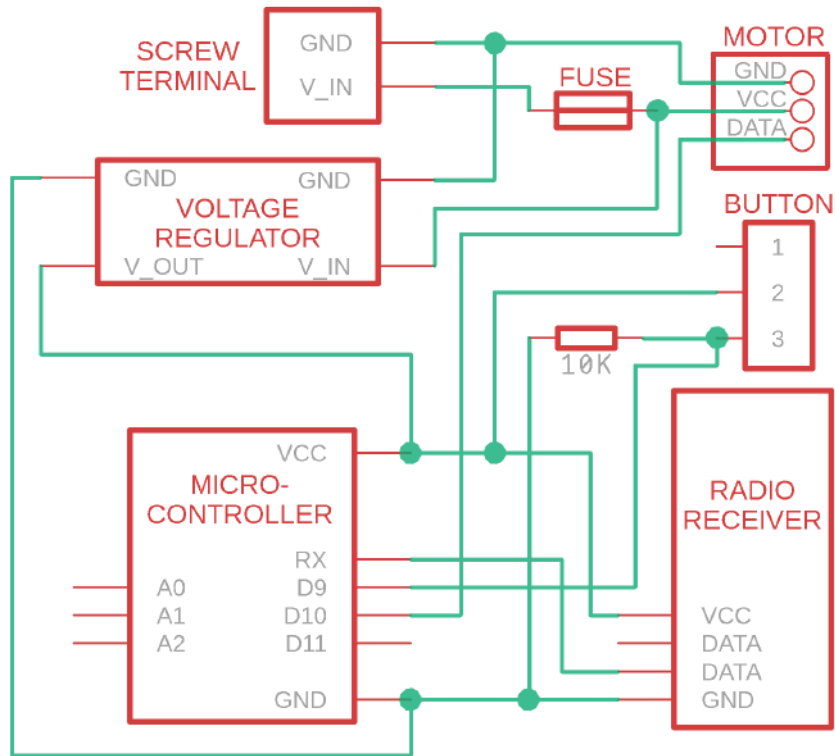 SCREW
TERMINAL
GND
V_IN
FUSE
MOTOR
GND
VCC
DATA
GND
GND
VOLTAGE
REGULATOR
V_OUT
V_IN
BUTTON
1
2
3
10K
VCC
MICRO-
CONTROLLER
RX
A0
D9
A1
D10
A2
D11
GND
RADIO
RECEIVER
VCC
DATA
DATA
GND